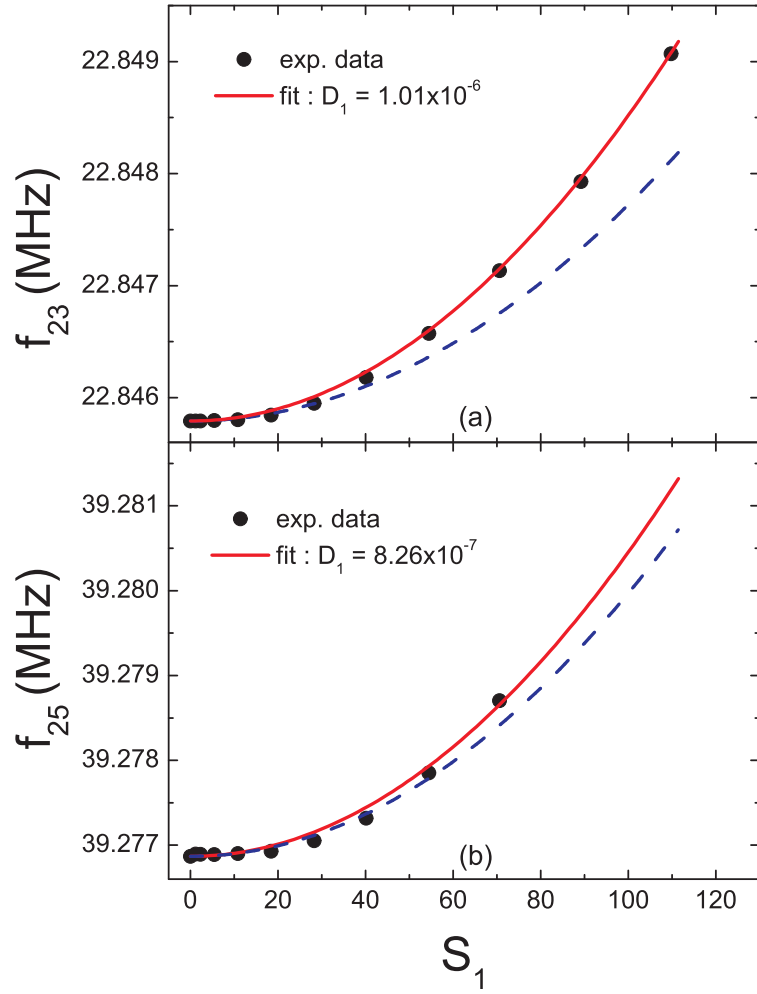 22.849
exp. data
fit : D₁ = 1.01x10⁻⁶
22.848
22.847
22.846
f₂₃ (MHz)
(a)
39.281
exp. data
fit : D₁ = 8.26x10⁻⁷
39.280
39.279
39.278
39.277
f₂₅ (MHz)
(b)
0 20 40 60 80 100 120
S₁